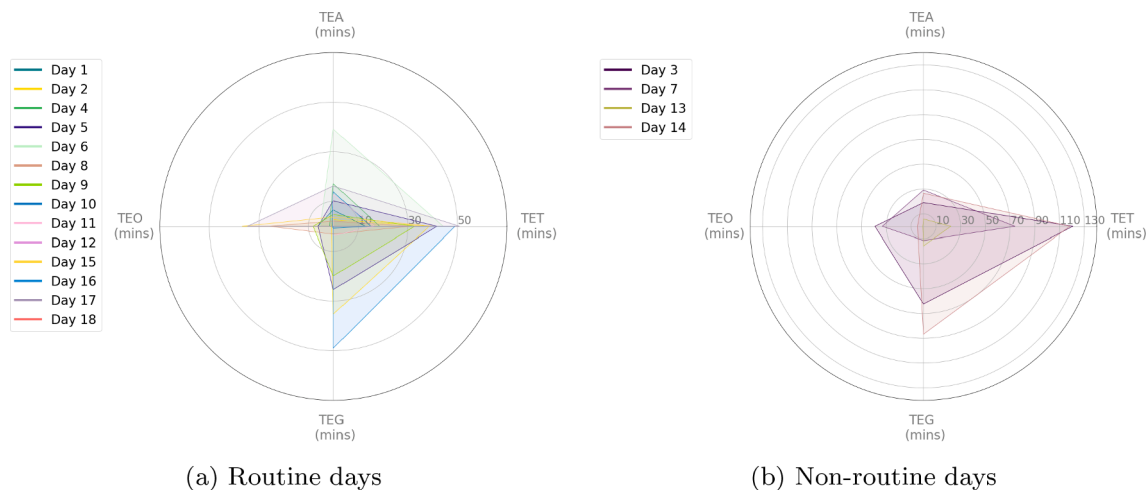 TEA
(mins)
Day 1
Day 2
Day 4
Day 5
Day 6
Day 8
Day 9
Day 10
Day 11
Day 12
Day 15
Day 16
Day 17
Day 18
TEO
(mins)
10
30
50
TET
(mins)
TEG
(mins)
(a) Routine days
TEA
(mins)
Day 3
Day 7
Day 13
Day 14
TEO
(mins)
10 30 50 70 90 110 130
TET
(mins)
TEG
(mins)
(b) Non-routine days